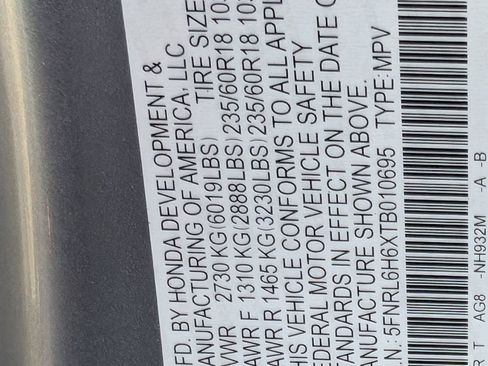 FD. BY HONDA DEVELOPMENT &
ANUFACTURING OF AMERICA, LLC
VWR 2730 KG(6019LBS) TIRE SIZE
AWR F 1310 KG(2888LBS) 235/60R18 10
AWR R 1465 KG(3230LBS) 235/60R18 10
HIS VEHICLE CONFORMS TO ALL APPL
EDERAL MOTOR VEHICLE SAFETY
TANDARDS IN EFFECT ON THE DATE O
ANUFACTURE SHOWN ABOVE.
.N.: 5FNRL6H6XTB010695 TYPE: MPV
R T AG8 -NH932M -A -B